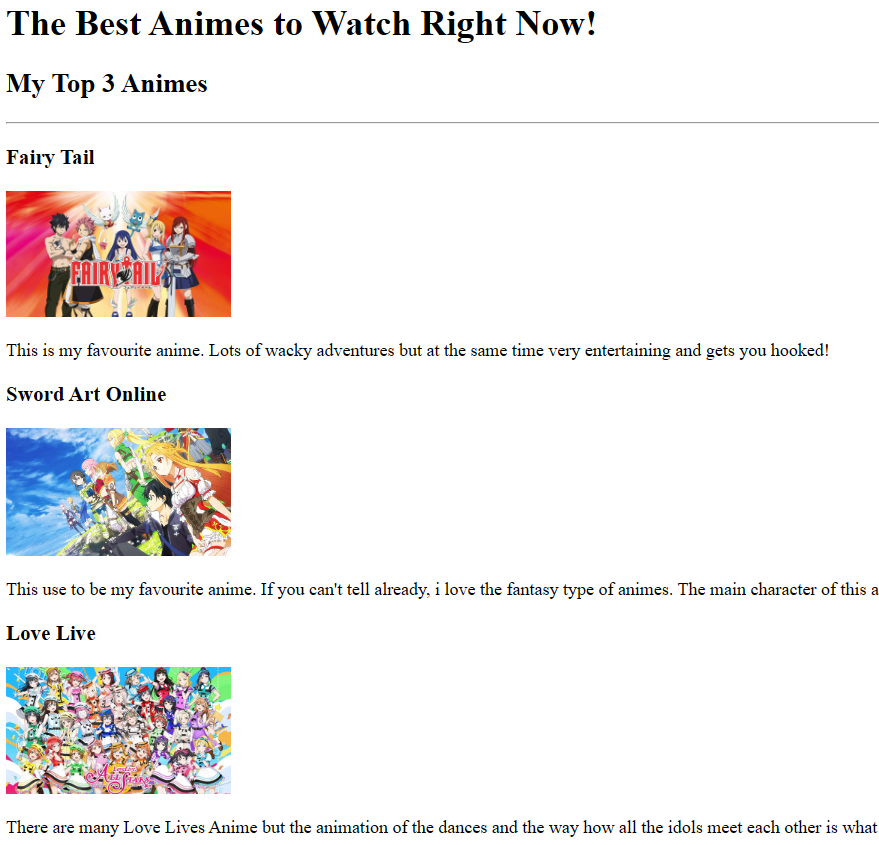 The Best Animes to Watch Right Now!
My Top 3 Animes
Fairy Tail
FAIRY TAIL
This is my favourite anime. Lots of wacky adventures but at the same time very entertaining and gets you hooked!
Sword Art Online
This use to be my favourite anime. If you can't tell already, i love the fantasy type of animes. The main character of this a
Love Live
There are many Love Lives Anime but the animation of the dances and the way how all the idols meet each other is what